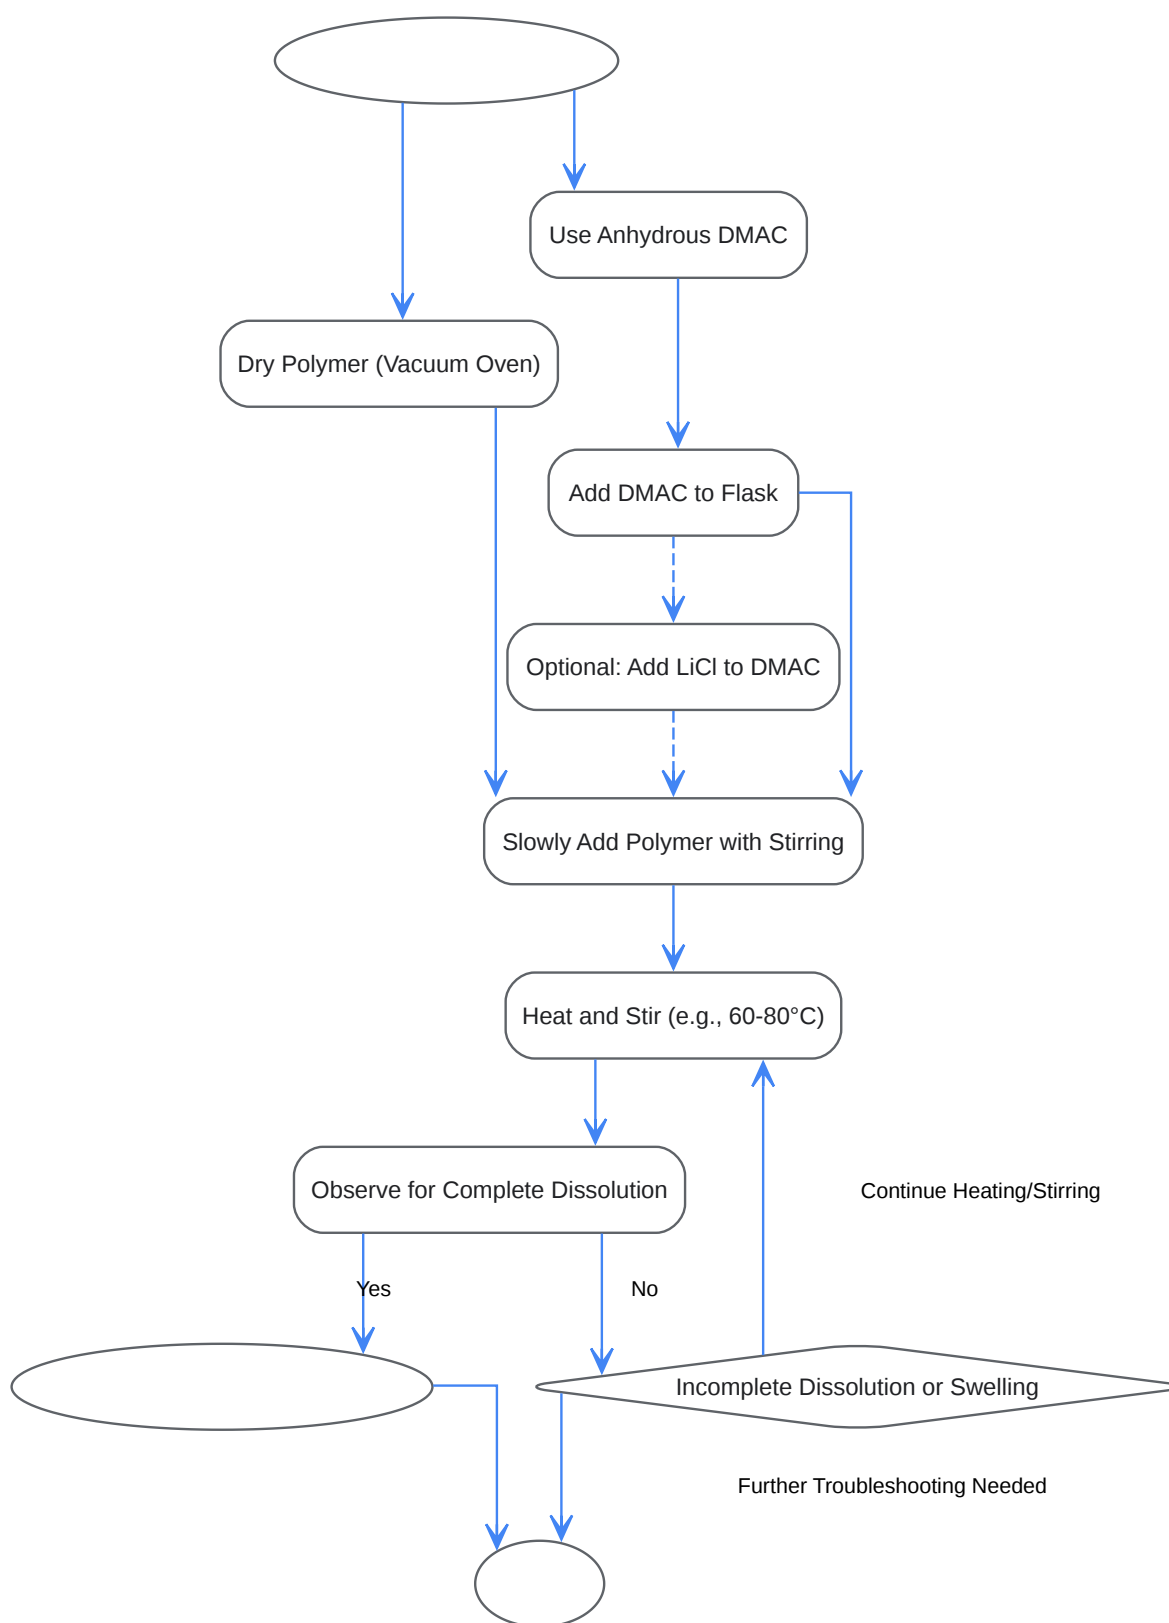 Use Anhydrous DMAC
Dry Polymer (Vacuum Oven)
Add DMAC to Flask
Optional: Add LiCl to DMAC
Slowly Add Polymer with Stirring
Heat and Stir (e.g., 60-80°C)
Observe for Complete Dissolution
Continue Heating/Stirring
Yes
No
Incomplete Dissolution or Swelling
Further Troubleshooting Needed